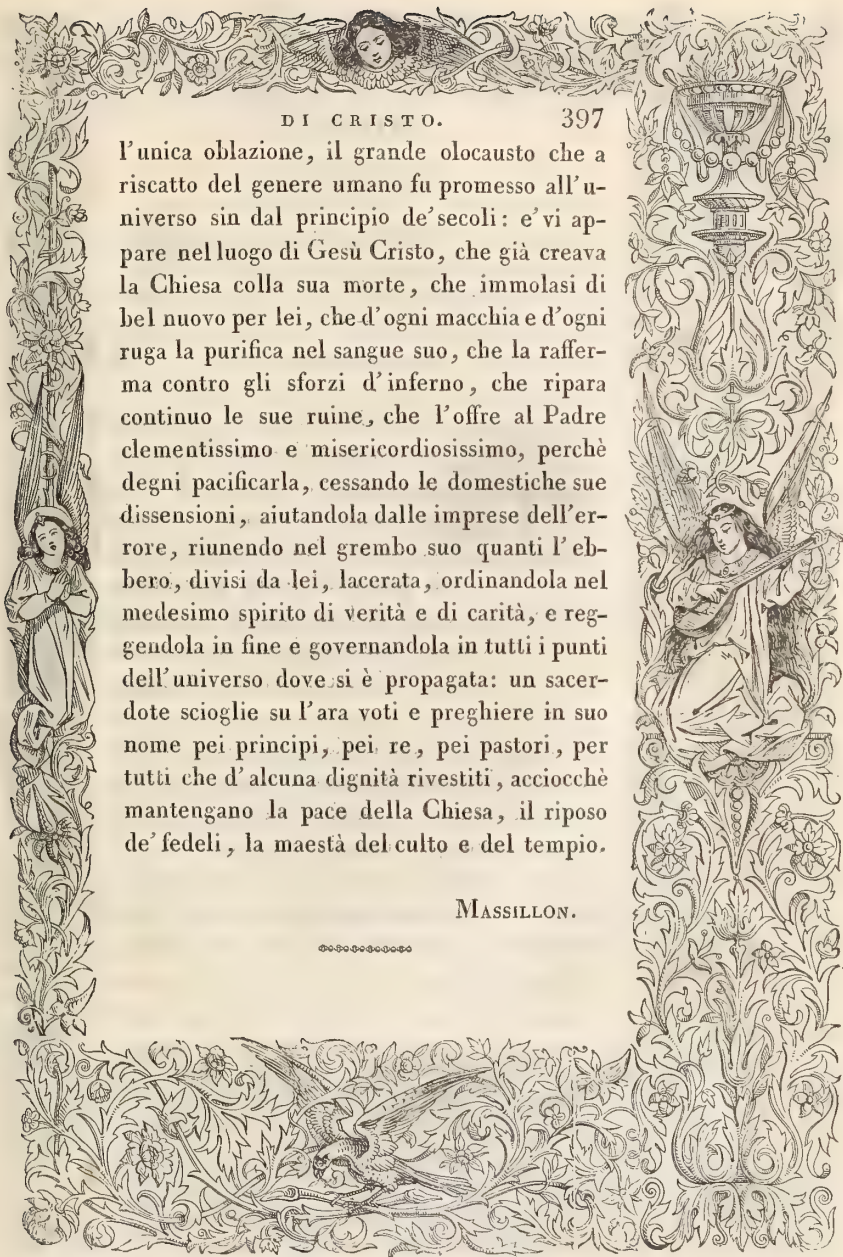 DI CRISTO. 397
l'unica oblazione, il grande olocausto che a
riscatto del genere umano fu promesso all'u-
niverso sin dal principio de' secoli: e' vi ap-
pare nel luogo di Gesù Cristo, che già creava
la Chiesa colla sua morte, che immolasi di
bel nuovo per lei, che d'ogni macchia e d'ogni
ruga la purifica nel sangue suo, che la raffer-
ma contro gli sforzi d'inferno, che ripara
continuo le sue ruine, che l'offre al Padre
clementissimo e misericordiosissimo, perchè
degni pacificarla, cessando le domestiche sue
dissensioni, aiutandola dalle imprese dell'er-
rore, riunendo nel grembo suo quanti l'eb-
bero, divisi da lei, lacerata, ordinandola nel
medesimo spirito di verità e di carità, e reg-
gendola in fine e governandola in tutti i punti
dell'universo dove si è propagata: un sacer-
dote scioglie su l'ara voti e preghiere in suo
nome pei principi, pei re, pei pastori, per
tutti che d'alcuna dignità rivestiti, acciocchè
mantengano la pace della Chiesa, il riposo
de' fedeli, la maestà del culto e del tempio.
MASSILLON.